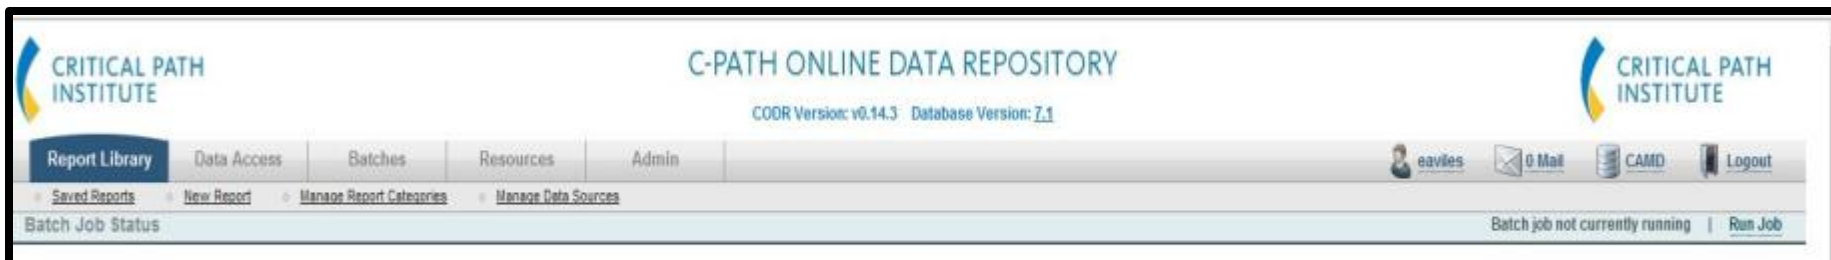 CRITICAL PATH
INSTITUTE
C-PATH ONLINE DATA REPOSITORY
CODR Version: v0.14.3 Database Version: 7.1
CRITICAL PATH
INSTITUTE
Report Library Data Access Batches Resources Admin eaviles 0 Mail CAMD Logout
Saved Reports New Report Manage Report Categories Manage Data Sources
Batch Job Status Batch job not currently running | Run Job